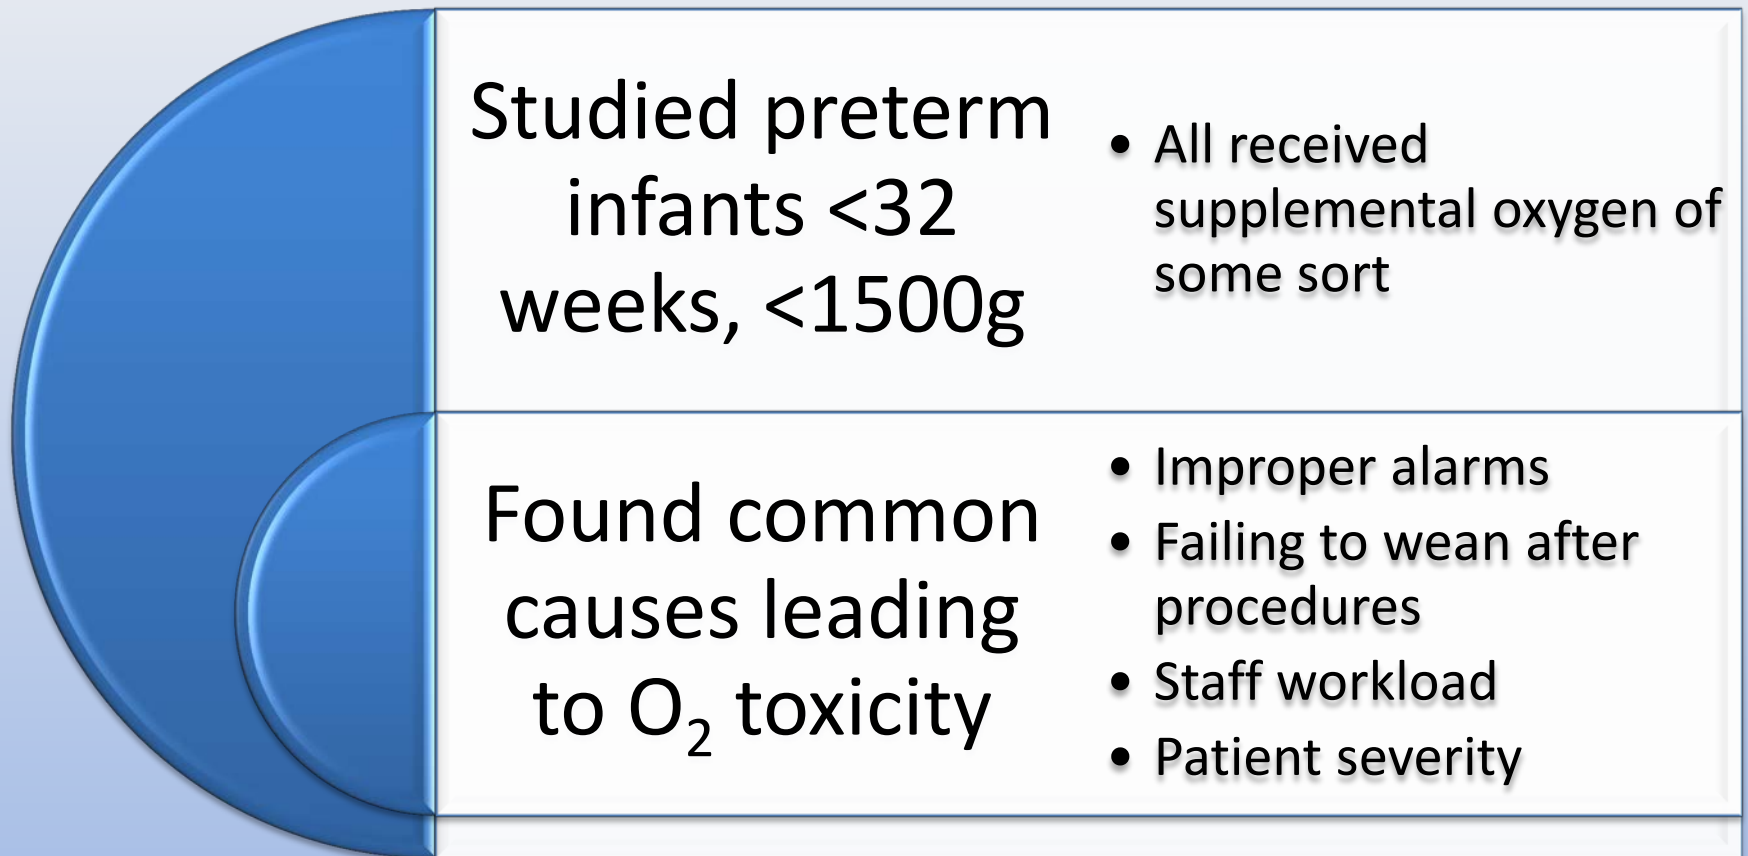 Studied preterm
infants <32
weeks, <1500g
• All received
supplemental oxygen of
some sort
Found common
causes leading
to O₂ toxicity
• Improper alarms
• Failing to wean after
procedures
• Staff workload
• Patient severity